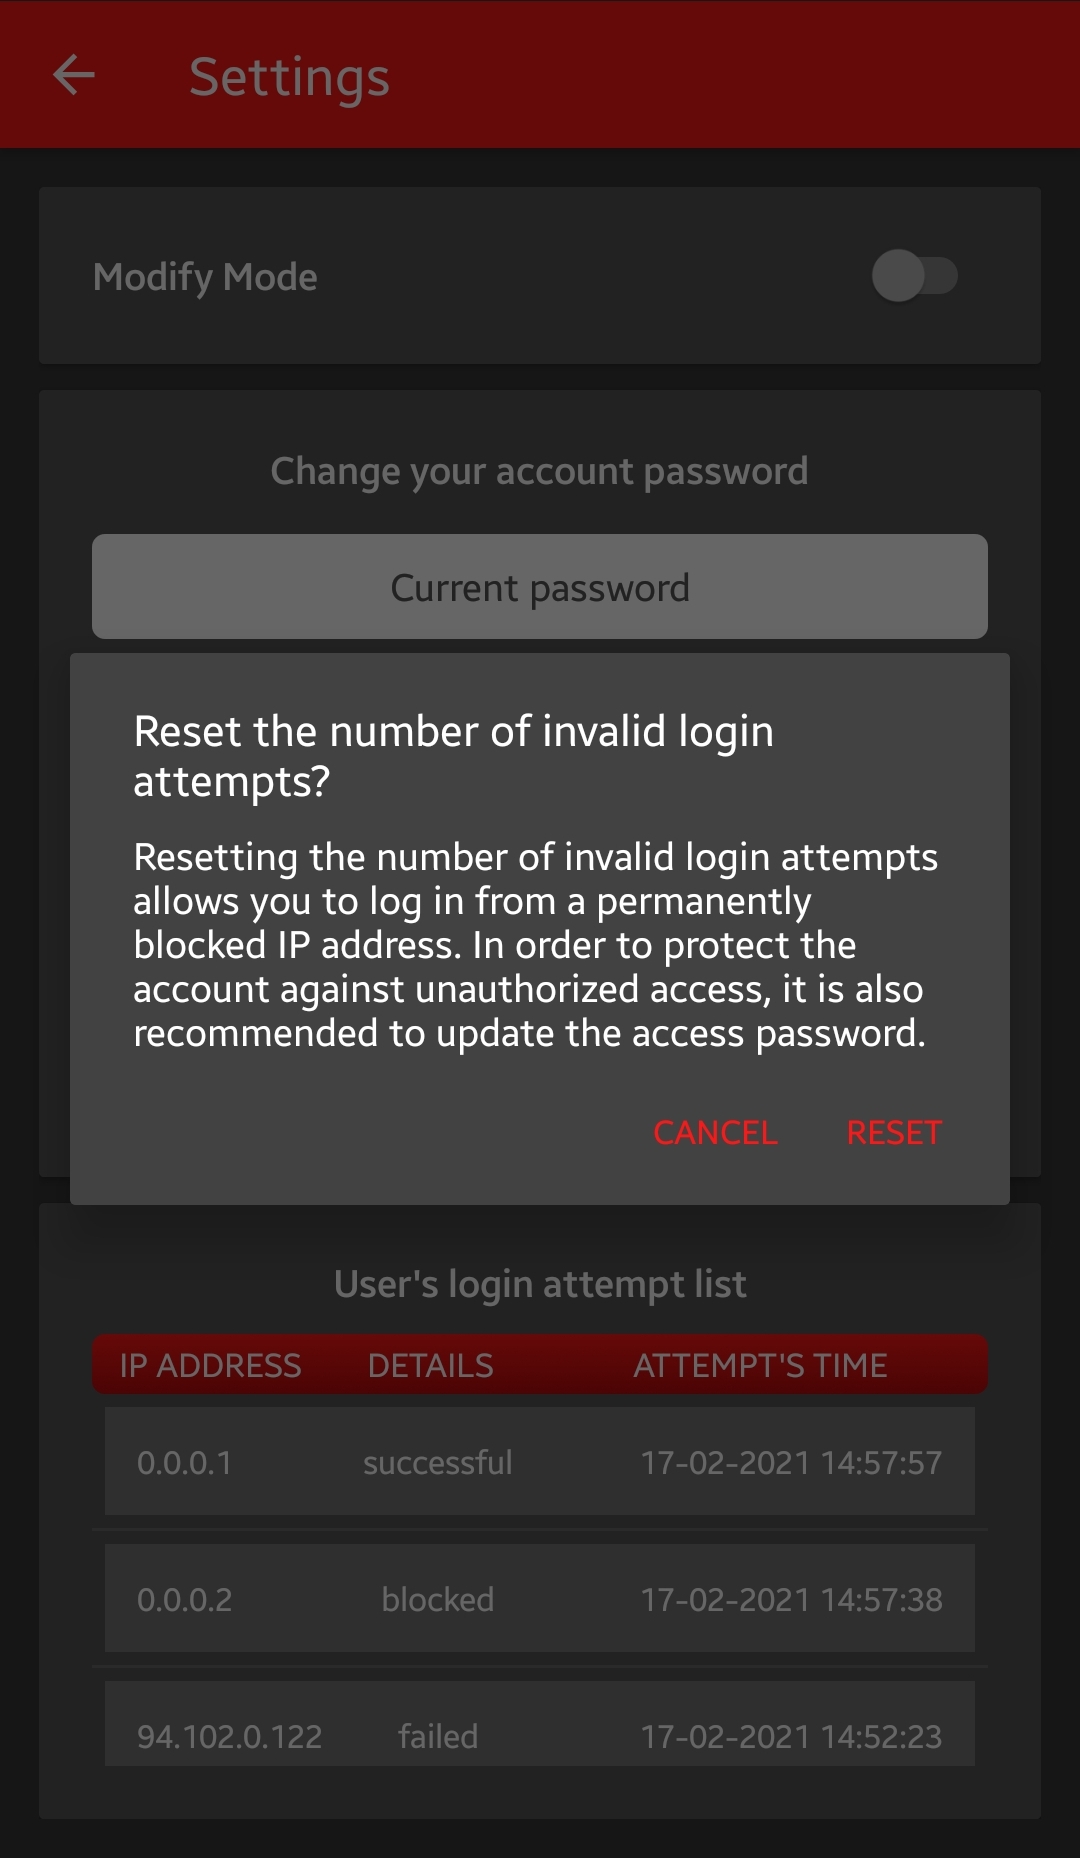 Settings
Modify Mode
Change your account password
Current password
Reset the number of invalid login
attempts?
Resetting the number of invalid login attempts
allows you to log in from a permanently
blocked IP address. In order to protect the
account against unauthorized access, it is also
recommended to update the access password.
CANCEL RESET
User's login attempt list
IP ADDRESS DETAILS ATTEMPT'S TIME
0.0.0.1 successful 17-02-2021 14:57:57
0.0.0.2 blocked 17-02-2021 14:57:38
94.102.0.122 failed 17-02-2021 14:52:23